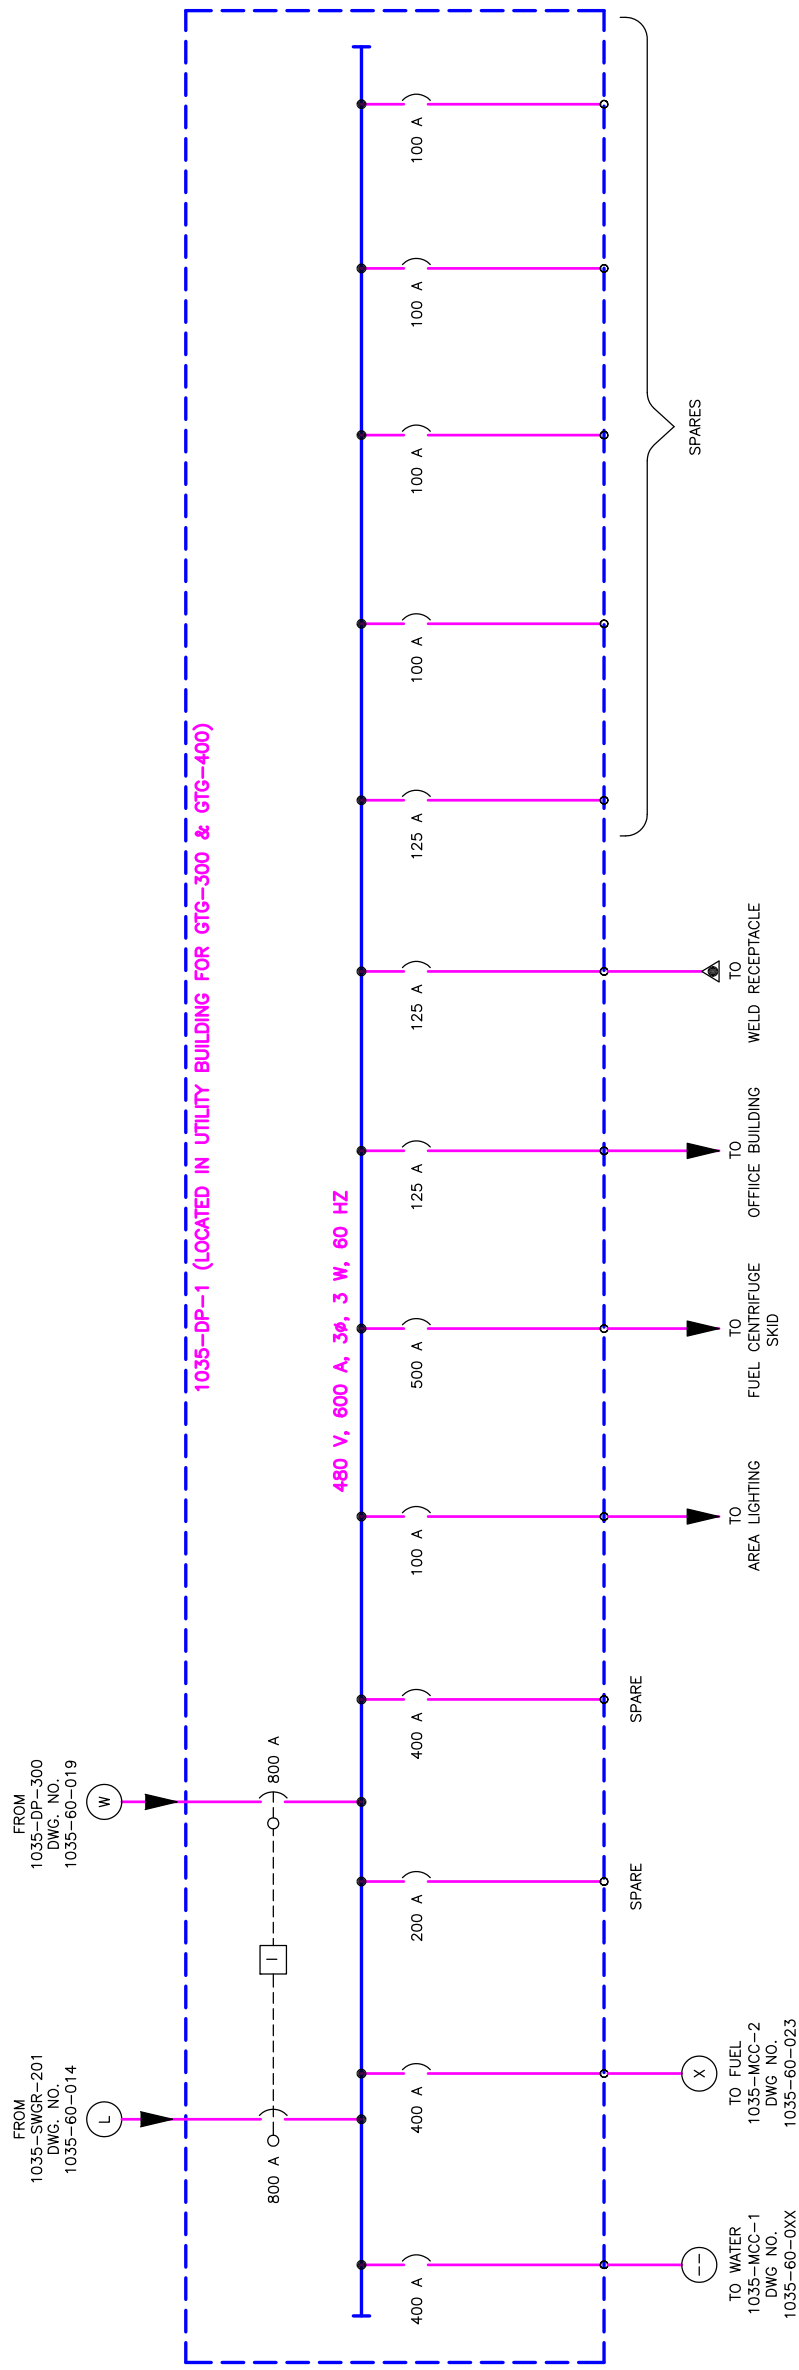 FROM
1035-SWGR-201
DWG. NO.
1035-60-014
L
FROM
1035-DP-300
DWG. NO.
1035-60-019
W
1035-DP-1 (LOCATED IN UTILITY BUILDING FOR GTG-300 & GTG-400)
800 A
I
800 A
480 V, 600 A, 3ø, 3 W, 60 HZ
400 A
400 A
200 A
400 A
100 A
500 A
125 A
125 A
125 A
100 A
100 A
100 A
100 A
--
TO WATER
1035-MCC-1
DWG NO.
1035-60-0XX
X
TO FUEL
1035-MCC-2
DWG NO.
1035-60-023
SPARE
SPARE
TO
AREA LIGHTING
TO
FUEL CENTRIFUGE
SKID
TO
OFFIICE BUILDING
TO
WELD RECEPTACLE
SPARES